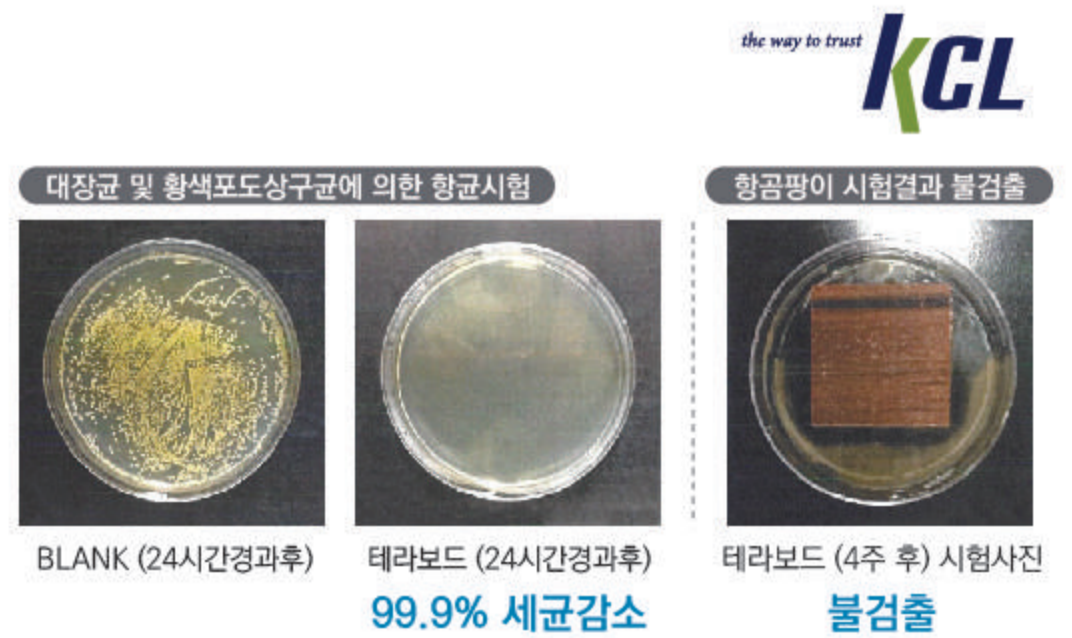 the way to trust KCL
대장균 및 황색포도상구균에 의한 항균시험
항곰팡이 시험결과 불검출
BLANK (24시간경과후)
테라보드 (24시간경과후)
테라보드 (4주 후) 시험사진
99.9% 세균감소
불검출